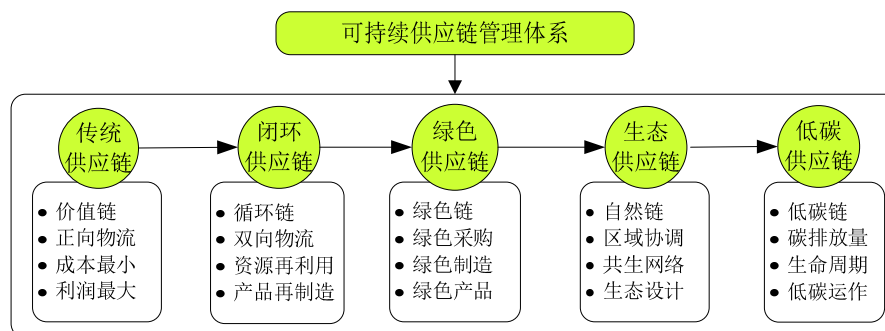 可持续供应链管理体系
传统
供应链
闭环
供应链
绿色
供应链
生态
供应链
低碳
供应链
• 价值链
• 正向物流
• 成本最小
• 利润最大
• 循环链
• 双向物流
• 资源再利用
• 产品再制造
• 绿色链
• 绿色采购
• 绿色制造
• 绿色产品
• 自然链
• 区域协调
• 共生网络
• 生态设计
• 低碳链
• 碳排放量
• 生命周期
• 低碳运作